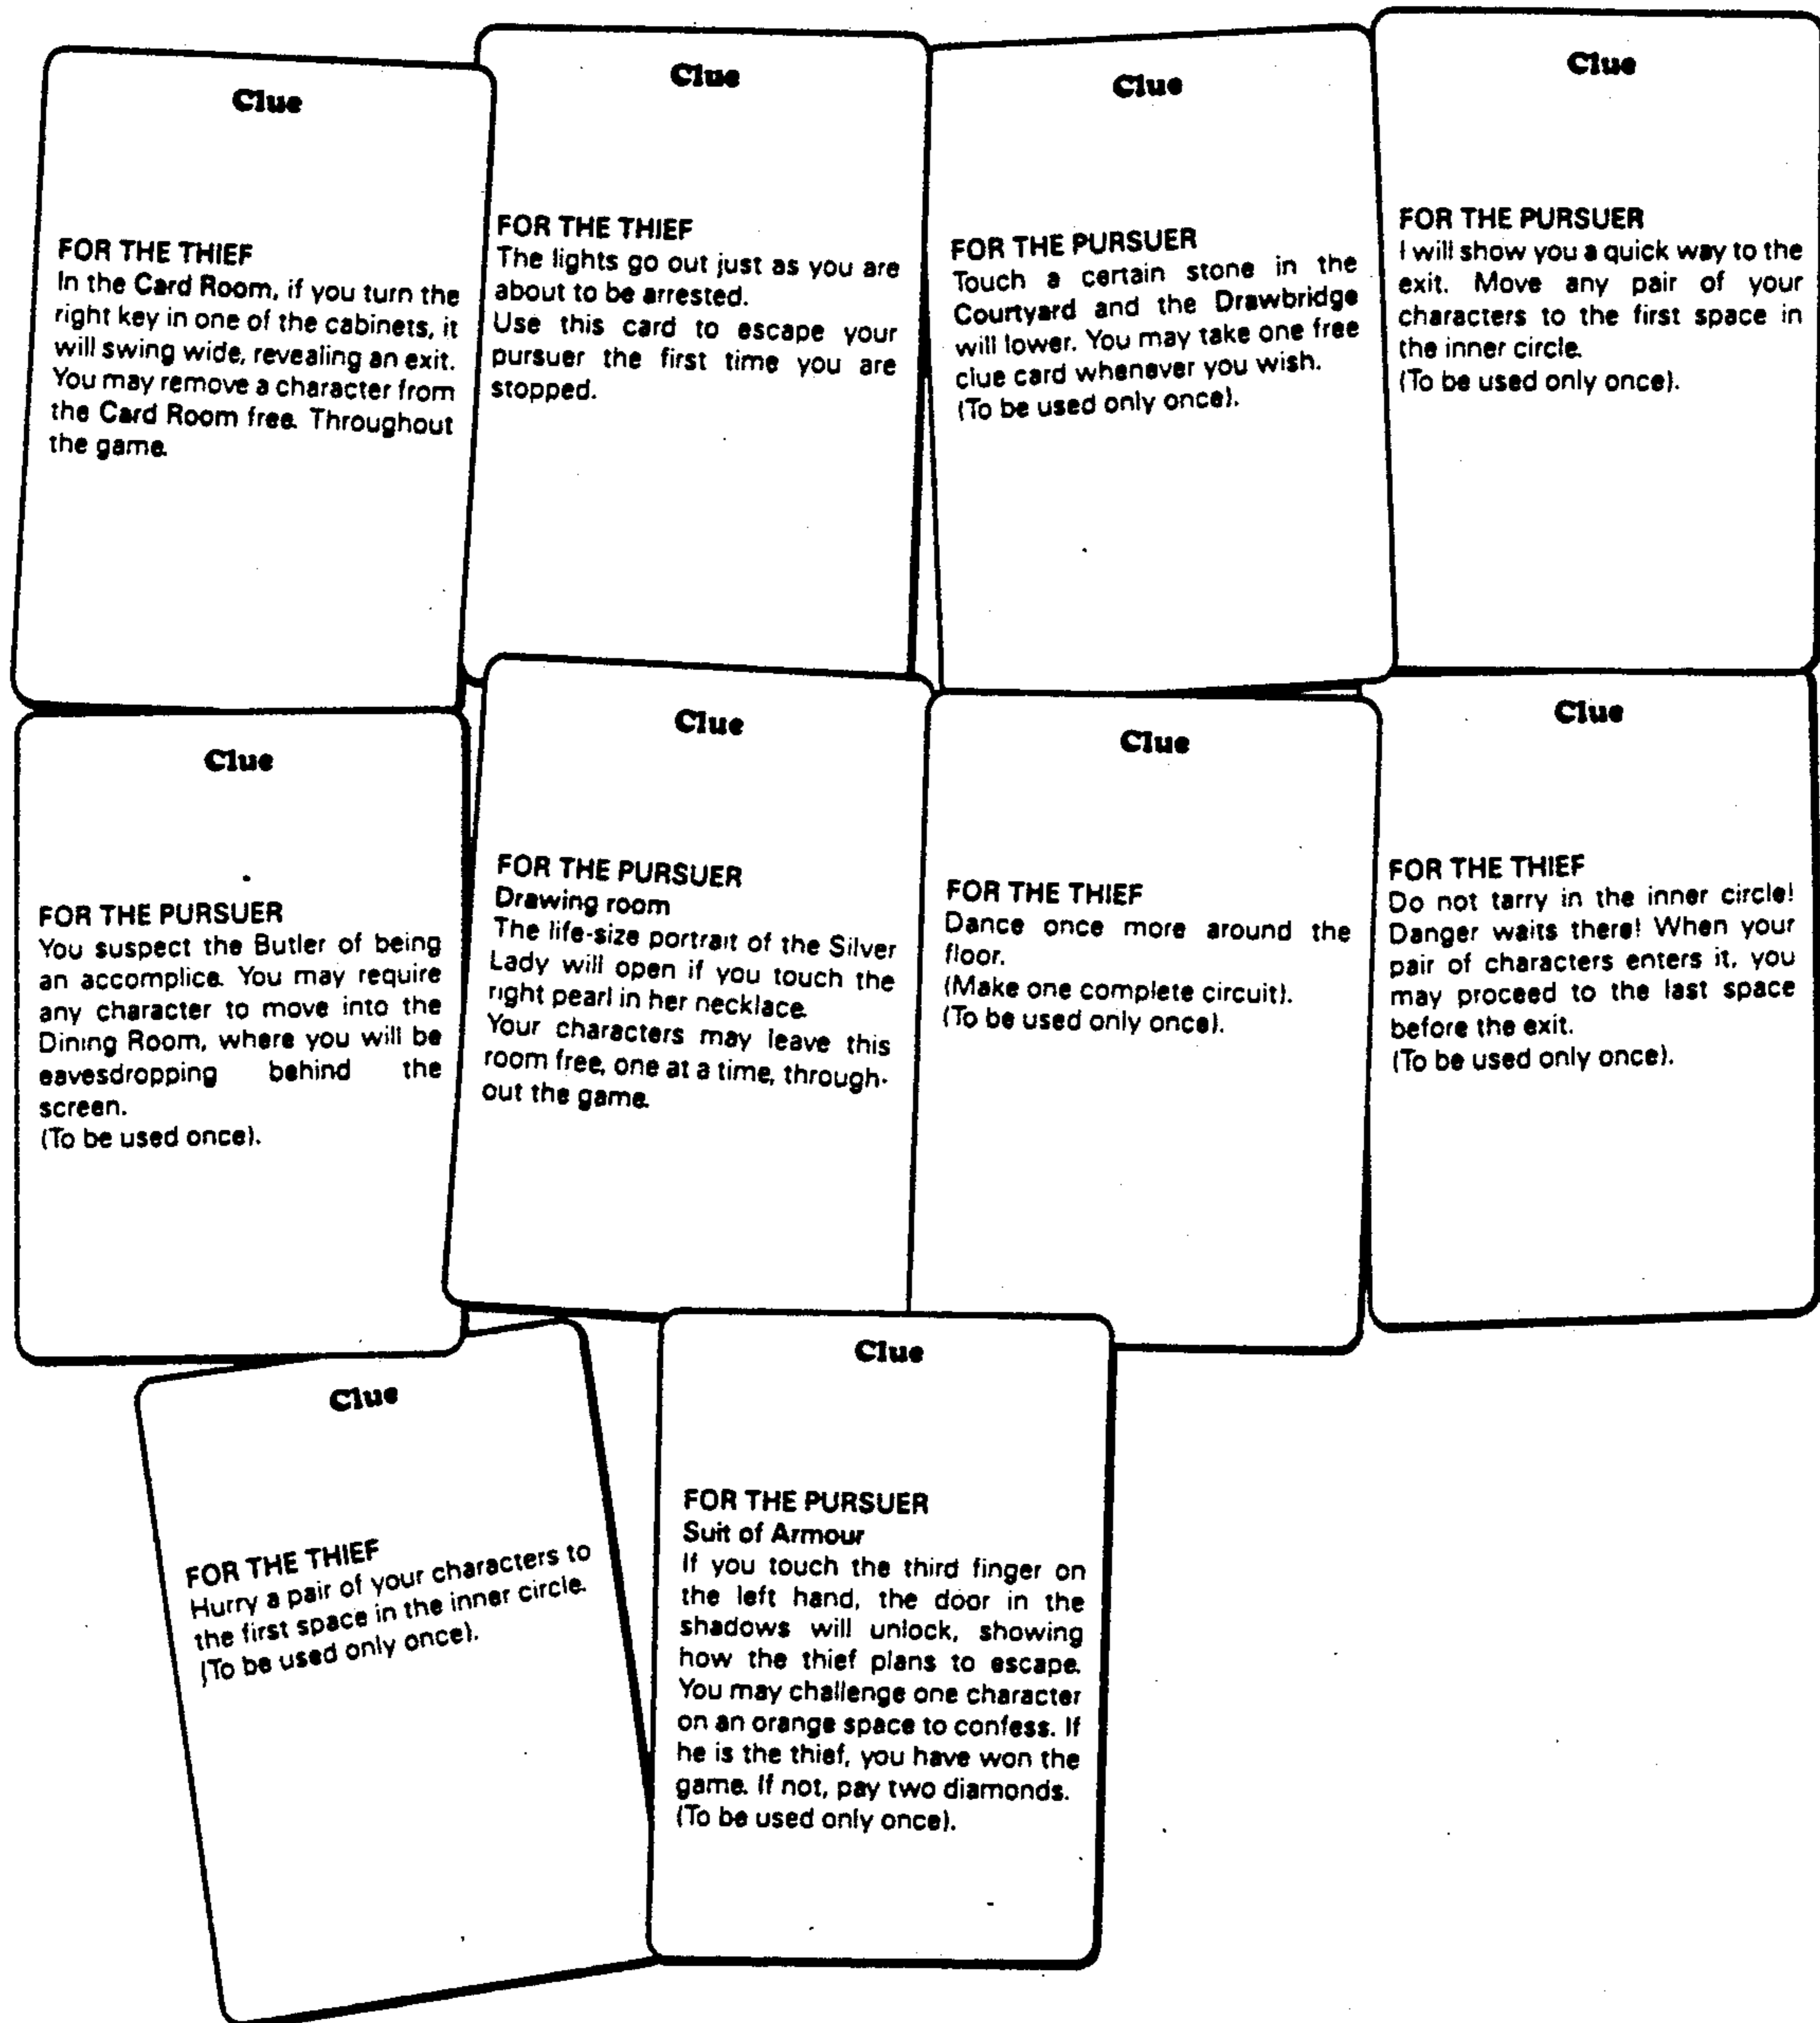 Clue
FOR THE THIEF
In the Card Room, if you turn the
right key in one of the cabinets, it
will swing wide, revealing an exit.
You may remove a character from
the Card Room free. Throughout
the game.
Clue
FOR THE THIEF
The lights go out just as you are
about to be arrested.
Use this card to escape your
pursuer the first time you are
stopped.
Clue
FOR THE PURSUER
Touch a certain stone in the
Courtyard and the Drawbridge
will lower. You may take one free
clue card whenever you wish.
(To be used only once).
Clue
FOR THE PURSUER
I will show you a quick way to the
exit. Move any pair of your
characters to the first space in
the inner circle.
(To be used only once).
Clue
FOR THE PURSUER
You suspect the Butler of being
an accomplice. You may require
any character to move into the
Dining Room, where you will be
eavesdropping behind the
screen.
(To be used once).
Clue
FOR THE PURSUER
Drawing room
The life-size portrait of the Silver
Lady will open if you touch the
right pearl in her necklace.
Your characters may leave this
room free, one at a time, through-
out the game.
Clue
FOR THE THIEF
Dance once more around the
floor.
(Make one complete circuit).
(To be used only once).
Clue
FOR THE THIEF
Do not tarry in the inner circle!
Danger waits there! When your
pair of characters enters it, you
may proceed to the last space
before the exit.
(To be used only once).
Clue
FOR THE THIEF
Hurry a pair of your characters to
the first space in the inner circle.
(To be used only once).
Clue
FOR THE PURSUER
Suit of Armour
If you touch the third finger on
the left hand, the door in the
shadows will unlock, showing
how the thief plans to escape.
You may challenge one character
on an orange space to confess. If
he is the thief, you have won the
game. If not, pay two diamonds.
(To be used only once).